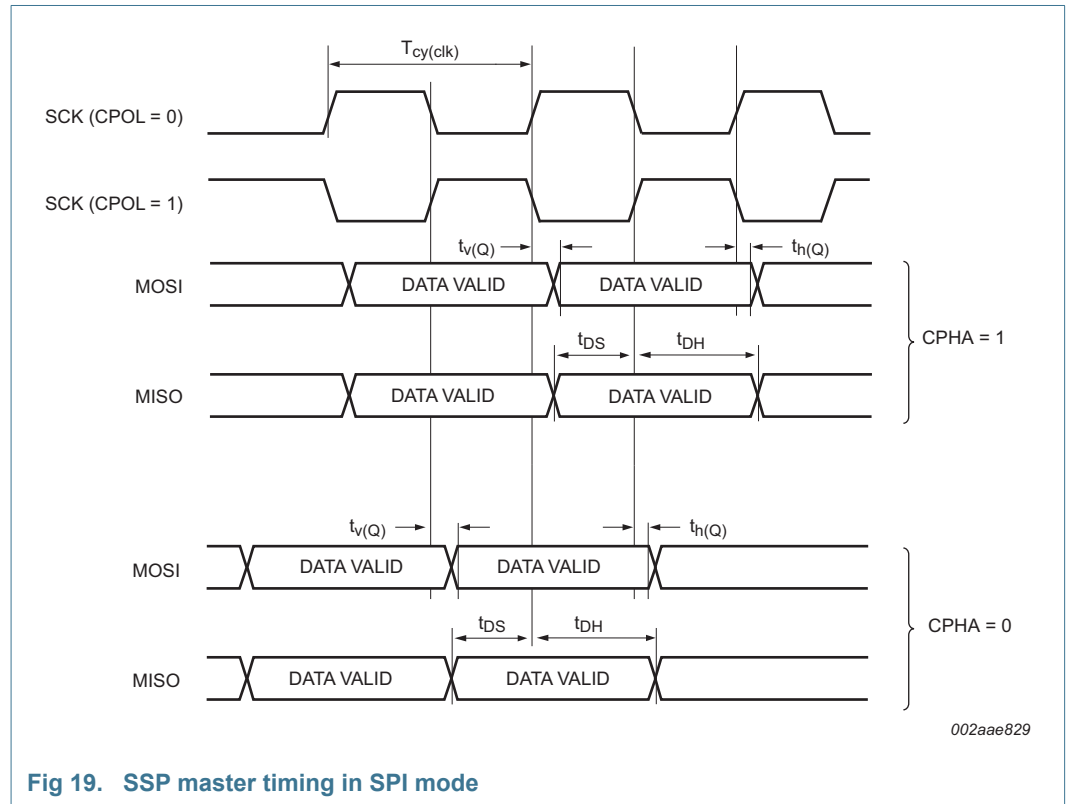 Tcy(clk)
SCK (CPOL = 0)
SCK (CPOL = 1)
tv(Q)
th(Q)
MOSI
DATA VALID
DATA VALID
tDS
tDH
CPHA = 1
MISO
DATA VALID
DATA VALID
tv(Q)
th(Q)
MOSI
DATA VALID
DATA VALID
tDS
tDH
CPHA = 0
MISO
DATA VALID
DATA VALID
002aae829
Fig 19. SSP master timing in SPI mode